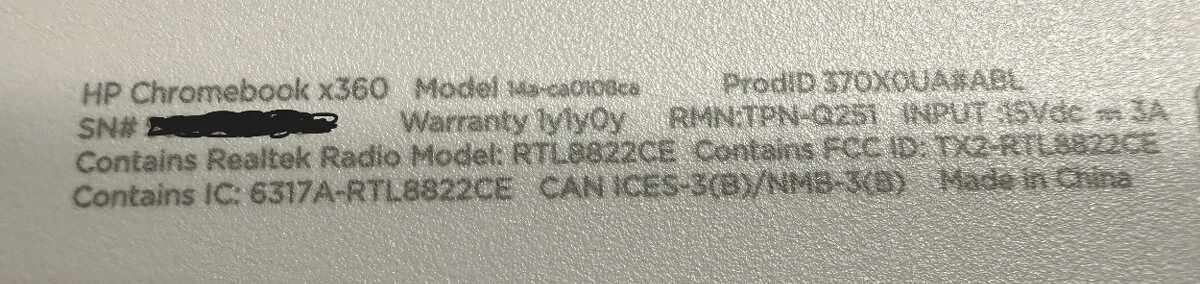 HP Chromebook x360 Model 14a-ca0108ca ProdID 370X0UA#ABL
SN# Warranty 1y1y0y RMN:TPN-Q251 INPUT 15Vdc ⎓ 3A
Contains Realtek Radio Model: RTL8822CE Contains FCC ID: TX2-RTL8822CE
Contains IC: 6317A-RTL8822CE CAN ICES-3(B)/NMB-3(B) Made in China